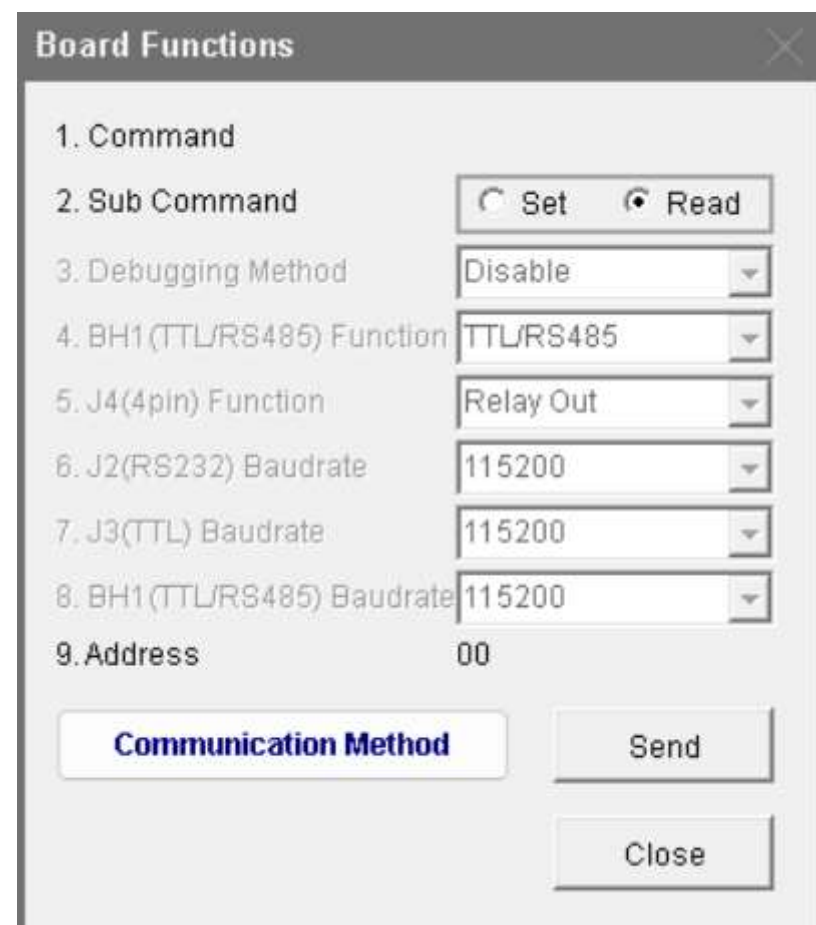 Board Functions
1. Command
2. Sub Command Set Read
3. Debugging Method Disable
4. BH1(TTL/RS485) Function TTL/RS485
5. J4(4pin) Function Relay Out
6. J2(RS232) Baudrate 115200
7. J3(TTL) Baudrate 115200
8. BH1(TTL/RS485) Baudrate 115200
9. Address 00
Communication Method Send
Close